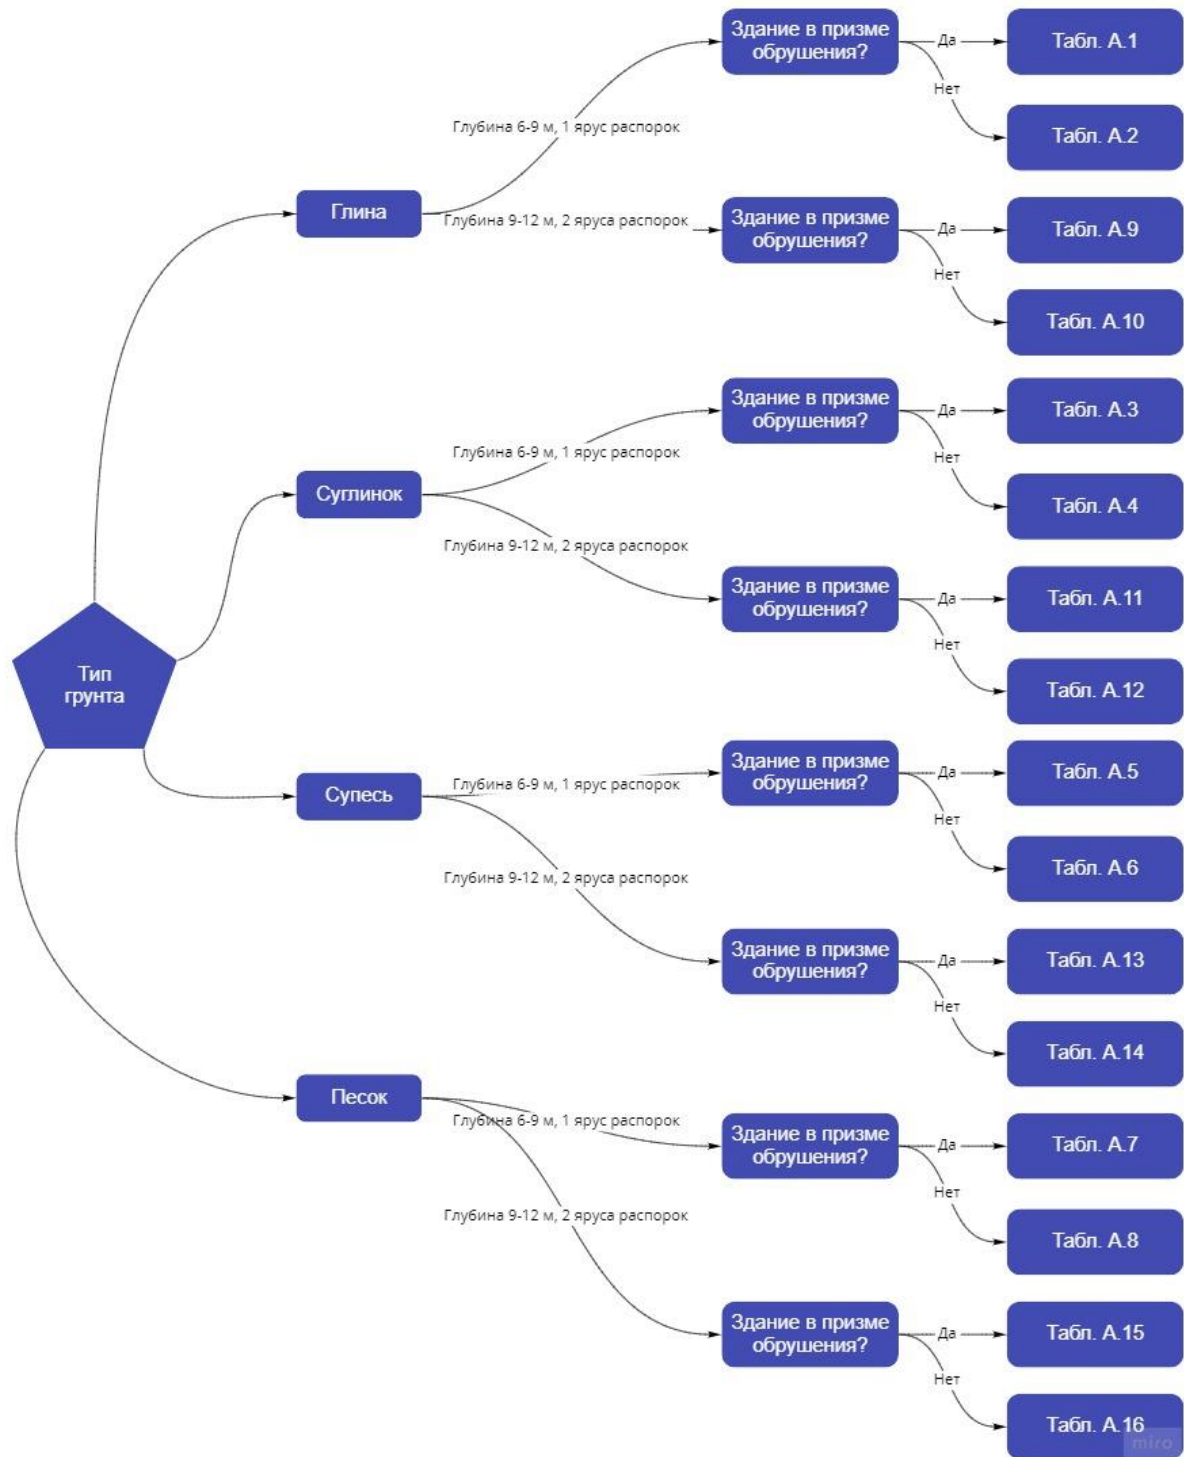 Здание в призме
обрушения?
Да
Табл. А.1
Нет
Табл. А.2
Глубина 6-9 м, 1 ярус распорок
Глина
Глубина 9-12 м, 2 яруса распорок
Здание в призме
обрушения?
Да
Табл. А.9
Нет
Табл. А.10
Здание в призме
обрушения?
Да
Табл. А.3
Нет
Табл. А.4
Глубина 6-9 м, 1 ярус распорок
Суглинок
Глубина 9-12 м, 2 яруса распорок
Здание в призме
обрушения?
Да
Табл. А.11
Нет
Табл. А.12
Тип
грунта
Здание в призме
обрушения?
Да
Табл. А.5
Нет
Табл. А.6
Глубина 6-9 м, 1 ярус распорок
Супесь
Глубина 9-12 м, 2 яруса распорок
Здание в призме
обрушения?
Да
Табл. А.13
Нет
Табл. А.14
Песок
Глубина 6-9 м, 1 ярус распорок
Здание в призме
обрушения?
Да
Табл. А.7
Нет
Табл. А.8
Глубина 9-12 м, 2 яруса распорок
Здание в призме
обрушения?
Да
Табл. А.15
Нет
Табл. А.16
miro